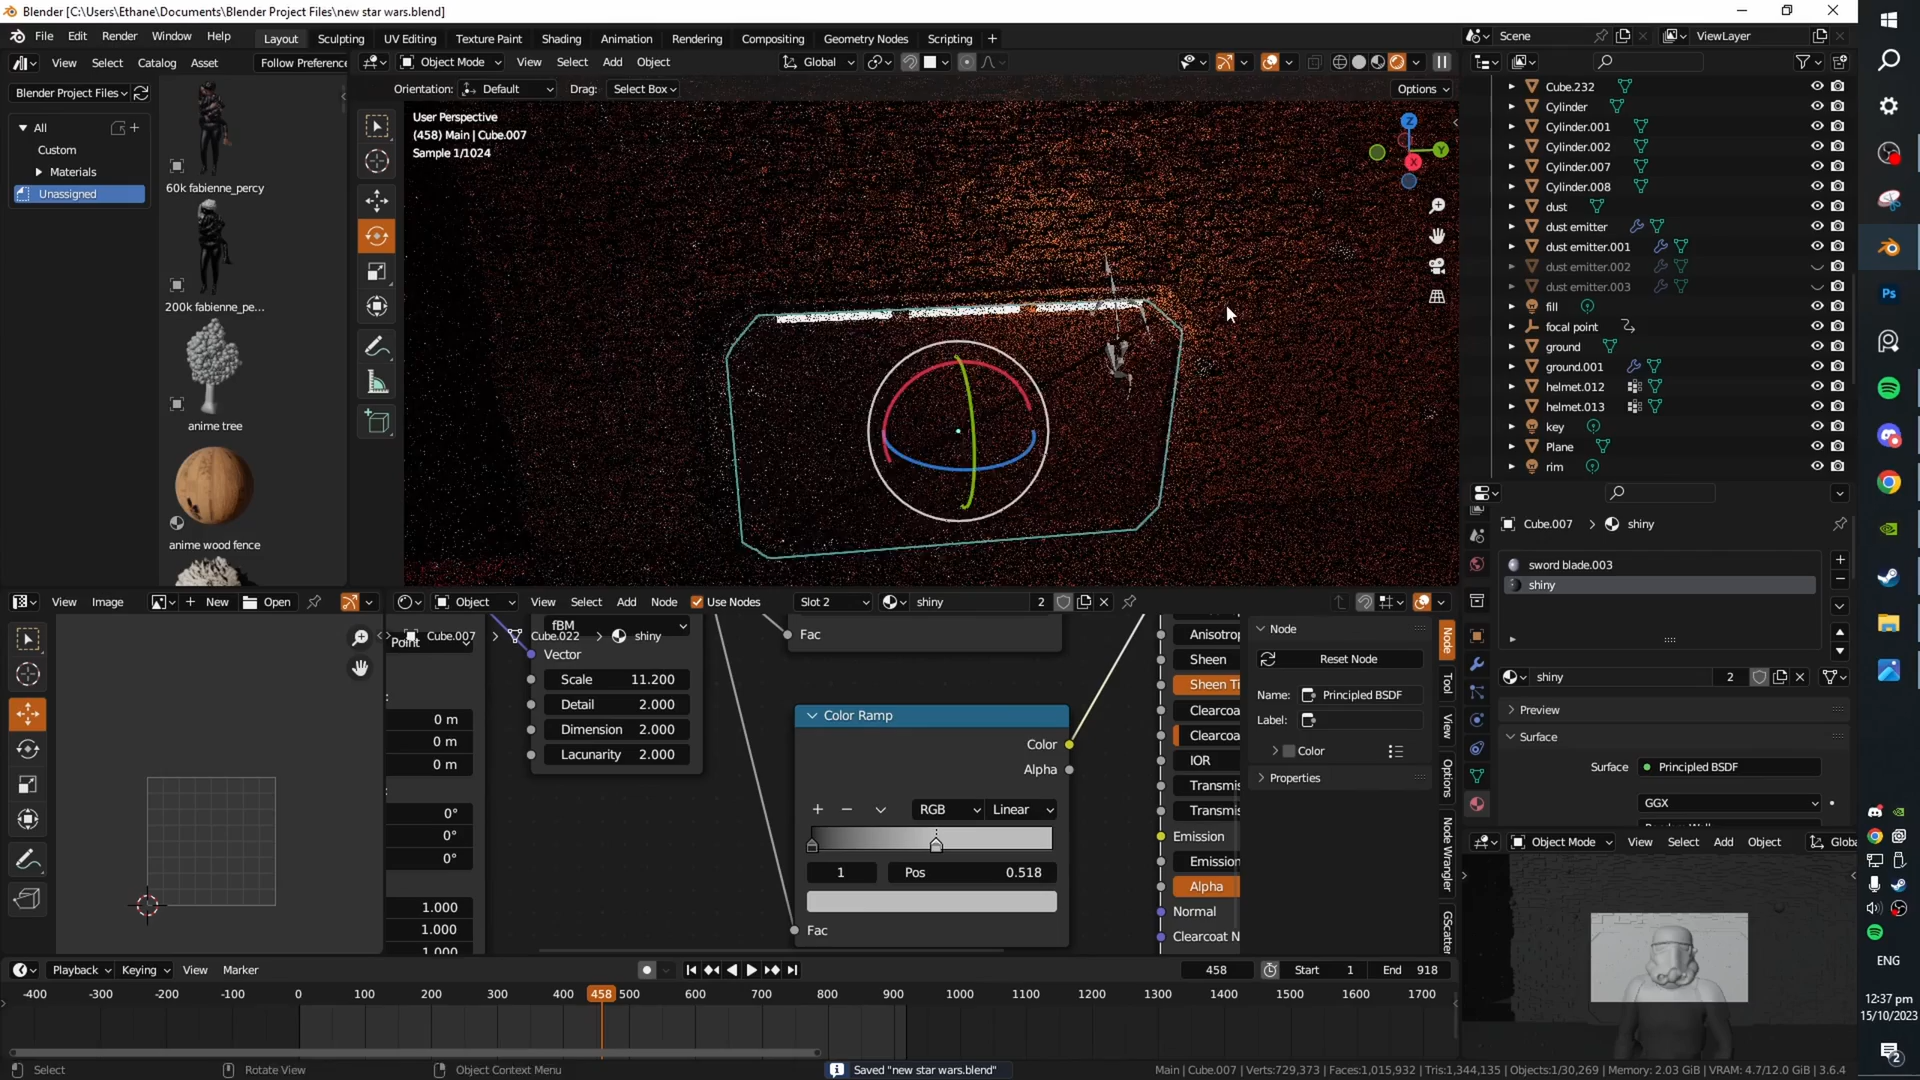 Blender [C:\Users\Ethane\Documents\Blender Project Files\new star wars.blend]
File Edit Render Window Help Layout Sculpting UV Editing Texture Paint Shading Animation Rendering Compositing Geometry Nodes Scripting + Scene ViewLayer
View Select Catalog Asset Follow Preference Object Mode View Select Add Object Global
Blender Project Files Orientation: Default Drag: Select Box Options
All
Custom
Materials
Unassigned
60k fabienne_percy
200k fabienne_pe...
anime tree
anime wood fence
User Perspective
(458) Main | Cube.007
Sample 1/1024
Z
Y
X
Cube.232
Cylinder
Cylinder.001
Cylinder.002
Cylinder.007
Cylinder.008
dust
dust emitter
dust emitter.001
dust emitter.002
dust emitter.003
fill
focal point
ground
ground.001
helmet.012
helmet.013
key
Plane
rim
Cube.007 > shiny
sword blade.003
shiny
shiny 2
Preview
Surface
Surface Principled BSDF
GGX
View Image New Open Object View Select Add Node Use Nodes Slot 2 shiny 2
Cube.007 > Cube.022 > shiny
Point
0 m
0 m
0 m
0°
0°
0°
1.000
1.000
1.000
fBM
Vector
Scale 11.200
Detail 2.000
Dimension 2.000
Lacunarity 2.000
Fac
Color Ramp
Color
Alpha
RGB Linear
1 Pos 0.518
Fac
Anisotrop
Sheen
Sheen Ti
Clearcoa
Clearcoa
IOR
Transmis
Transmis
Emission
Emission
Alpha
Normal
Clearcoat N
Node
Reset Node
Name: Principled BSDF
Label:
Color
Properties
Node
Tool
View
Options
Node Wrangler
GScatter
Object Mode View Select Add Object Globa
Playback Keying View Marker 458 Start 1 End 918
-400 -300 -200 -100 0 100 200 300 400 458 500 600 700 800 900 1000 1100 1200 1300 1400 1500 1600 1700
Select Rotate View Object Context Menu Saved "new star wars.blend" Main | Cube.007 | Verts:729,373 | Faces:1,015,932 | Tris:1,344,135 | Objects:1/30,269 | Memory: 2.03 GiB | VRAM: 4.7/12.0 GiB | 3.6.4
Ps
ENG
12:37 pm
15/10/2023
2